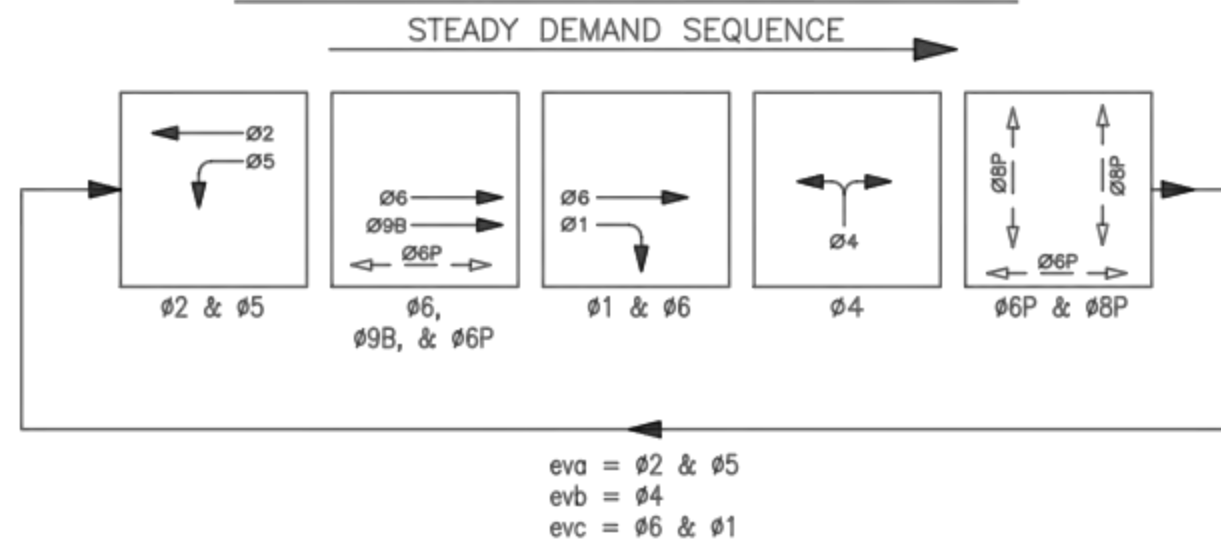 STEADY DEMAND SEQUENCE
Ø2
Ø5
ø2 & ø5
Ø6
Ø9B
Ø6P
ø6,
ø9B, & ø6P
Ø6
Ø1
ø1 & ø6
Ø4
ø4
Ø8P
Ø8P
Ø6P
ø6P & ø8P
eva = ø2 & ø5
evb = ø4
evc = ø6 & ø1